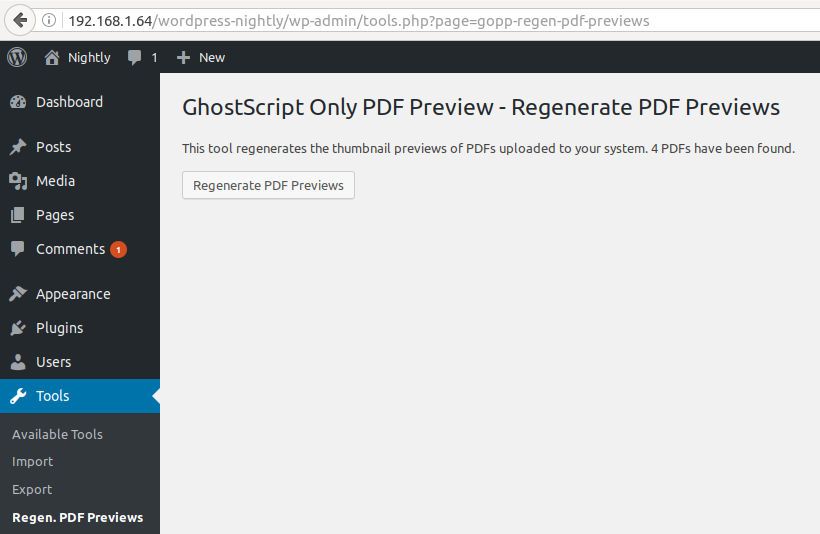 192.168.1.64/wordpress-nightly/wp-admin/tools.php?page=gopp-regen-pdf-previews
Nightly 1 New
Dashboard
Posts
Media
Pages
Comments 1
Appearance
Plugins
Users
Tools
Available Tools
Import
Export
Regen. PDF Previews
GhostScript Only PDF Preview - Regenerate PDF Previews
This tool regenerates the thumbnail previews of PDFs uploaded to your system. 4 PDFs have been found.
Regenerate PDF Previews